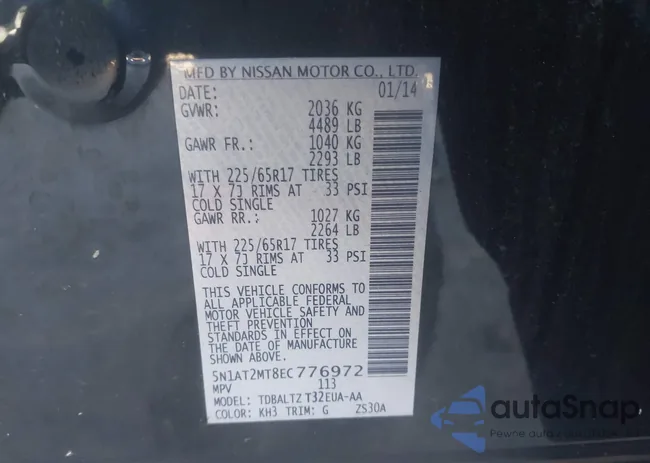 MFD BY NISSAN MOTOR CO., LTD.
DATE: 01/14
GVWR: 2036 KG
4489 LB
GAWR FR.: 1040 KG
2293 LB
WITH 225/65R17 TIRES
17 X 7J RIMS AT 33 PSI
COLD SINGLE
GAWR RR.: 1027 KG
2264 LB
WITH 225/65R17 TIRES
17 X 7J RIMS AT 33 PSI
COLD SINGLE
THIS VEHICLE CONFORMS TO
ALL APPLICABLE FEDERAL
MOTOR VEHICLE SAFETY AND
THEFT PREVENTION
STANDARDS IN EFFECT ON
THE DATE OF MANUFACTURE
SHOWN ABOVE.
5N1AT2MT8EC776972
MPV 113
MODEL: TDBALTZ T32EUA-AA
COLOR: KH3 TRIM: G ZS30A
autaSnap
Pewne auto z